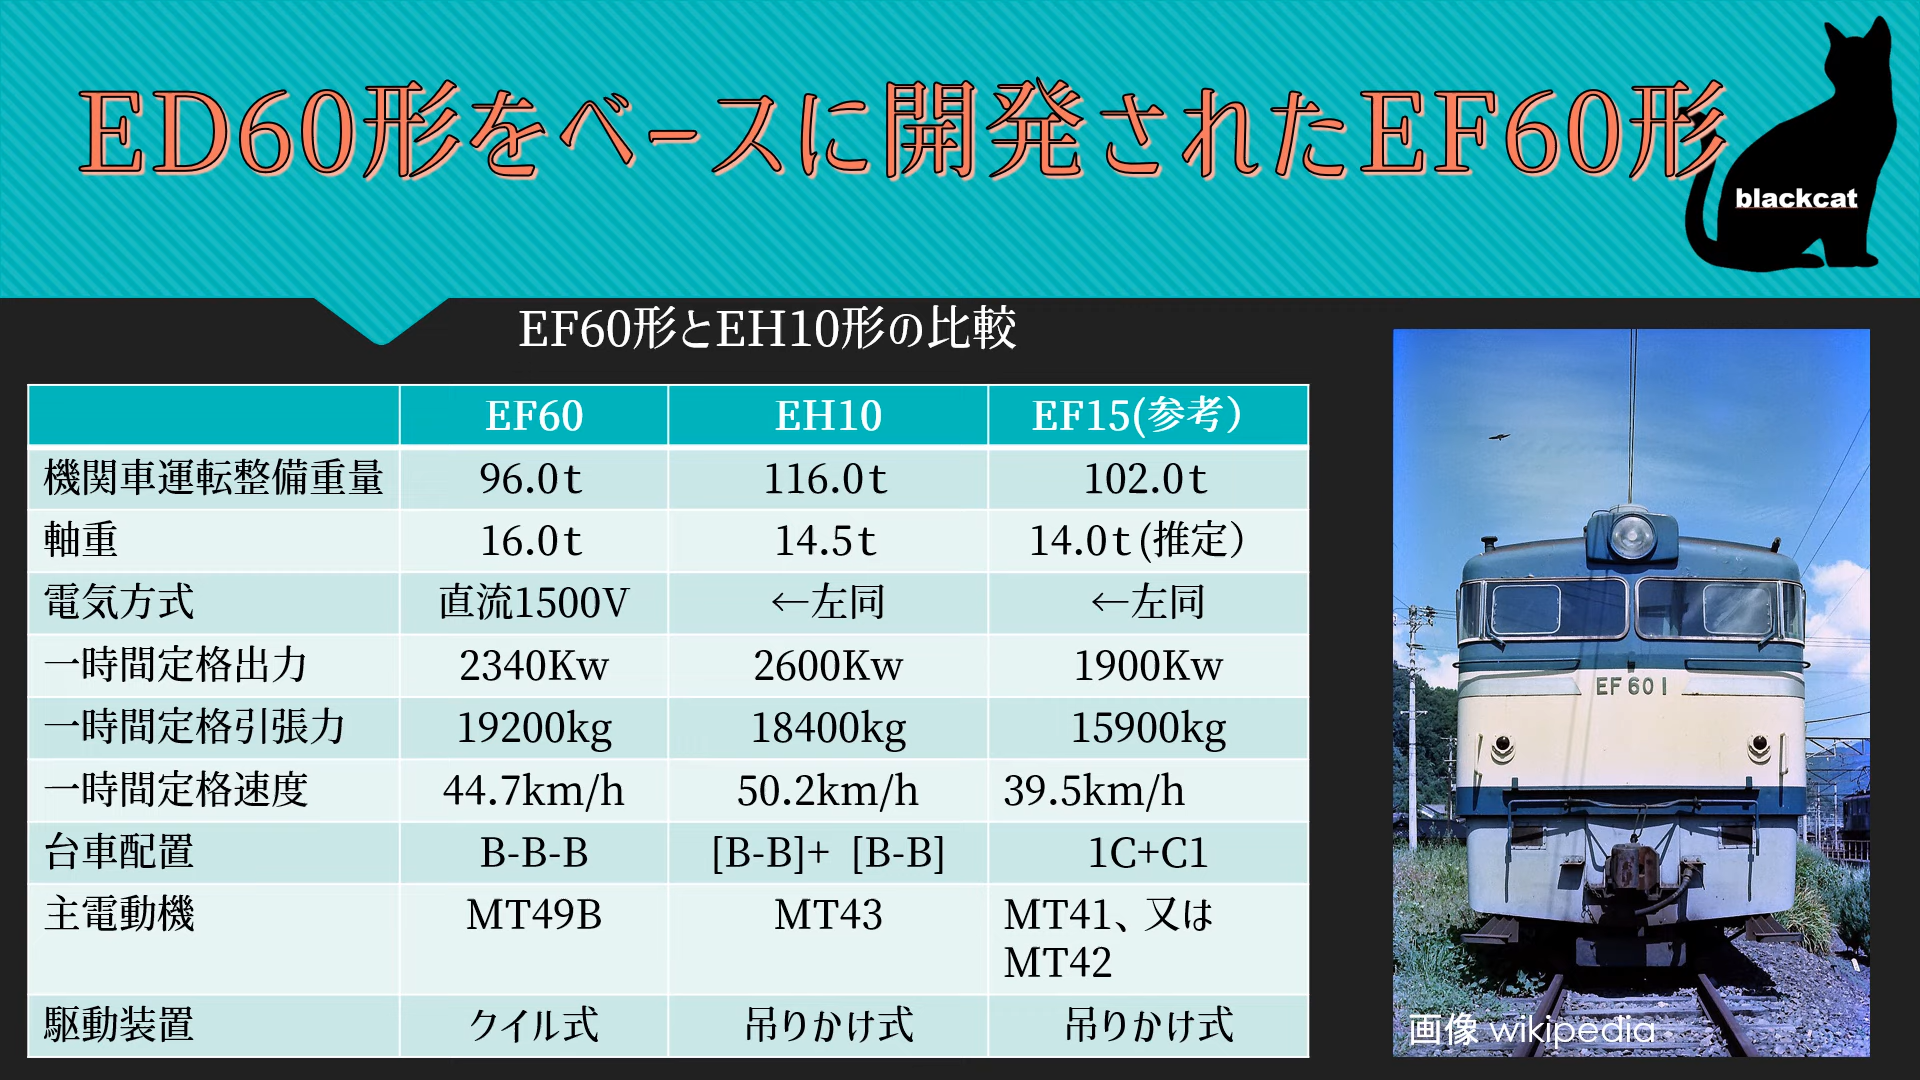 ED60形をベースに開発されたEF60形
blackcat
EF60形とEH10形の比較
EF60 EH10 EF15(参考）
機関車運転整備重量 96.0t 116.0t 102.0t
軸重 16.0t 14.5t 14.0t(推定）
電気方式 直流1500V ←左同 ←左同
一時間定格出力 2340Kw 2600Kw 1900Kw
一時間定格引張力 19200kg 18400kg 15900kg
一時間定格速度 44.7km/h 50.2km/h 39.5km/h
台車配置 B-B-B [B-B]+ [B-B] 1C+C1
主電動機 MT49B MT43 MT41、又は
MT42
駆動装置 クイル式 吊りかけ式 吊りかけ式
EF60 1
画像 wikipedia